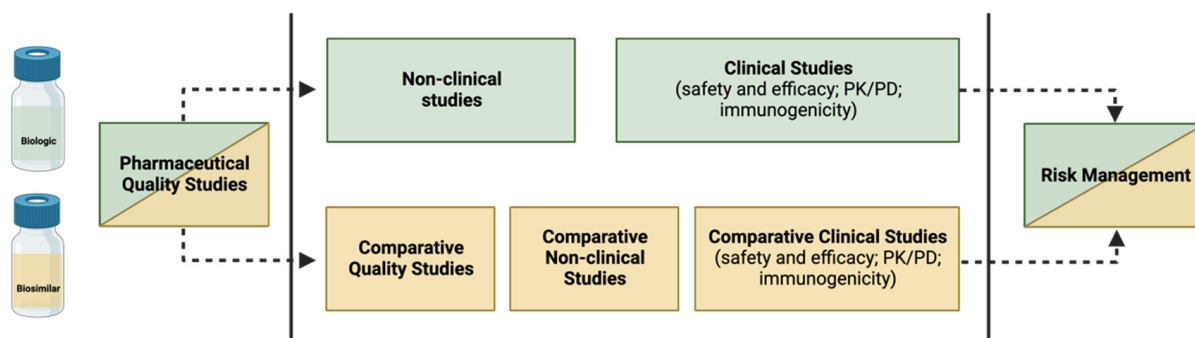 Biologic
Biosimilar
Pharmaceutical
Quality Studies
Non-clinical
studies
Clinical Studies
(safety and efficacy; PK/PD;
immunogenicity)
Comparative
Quality Studies
Comparative
Non-clinical
Studies
Comparative Clinical Studies
(safety and efficacy; PK/PD;
immunogenicity)
Risk Management